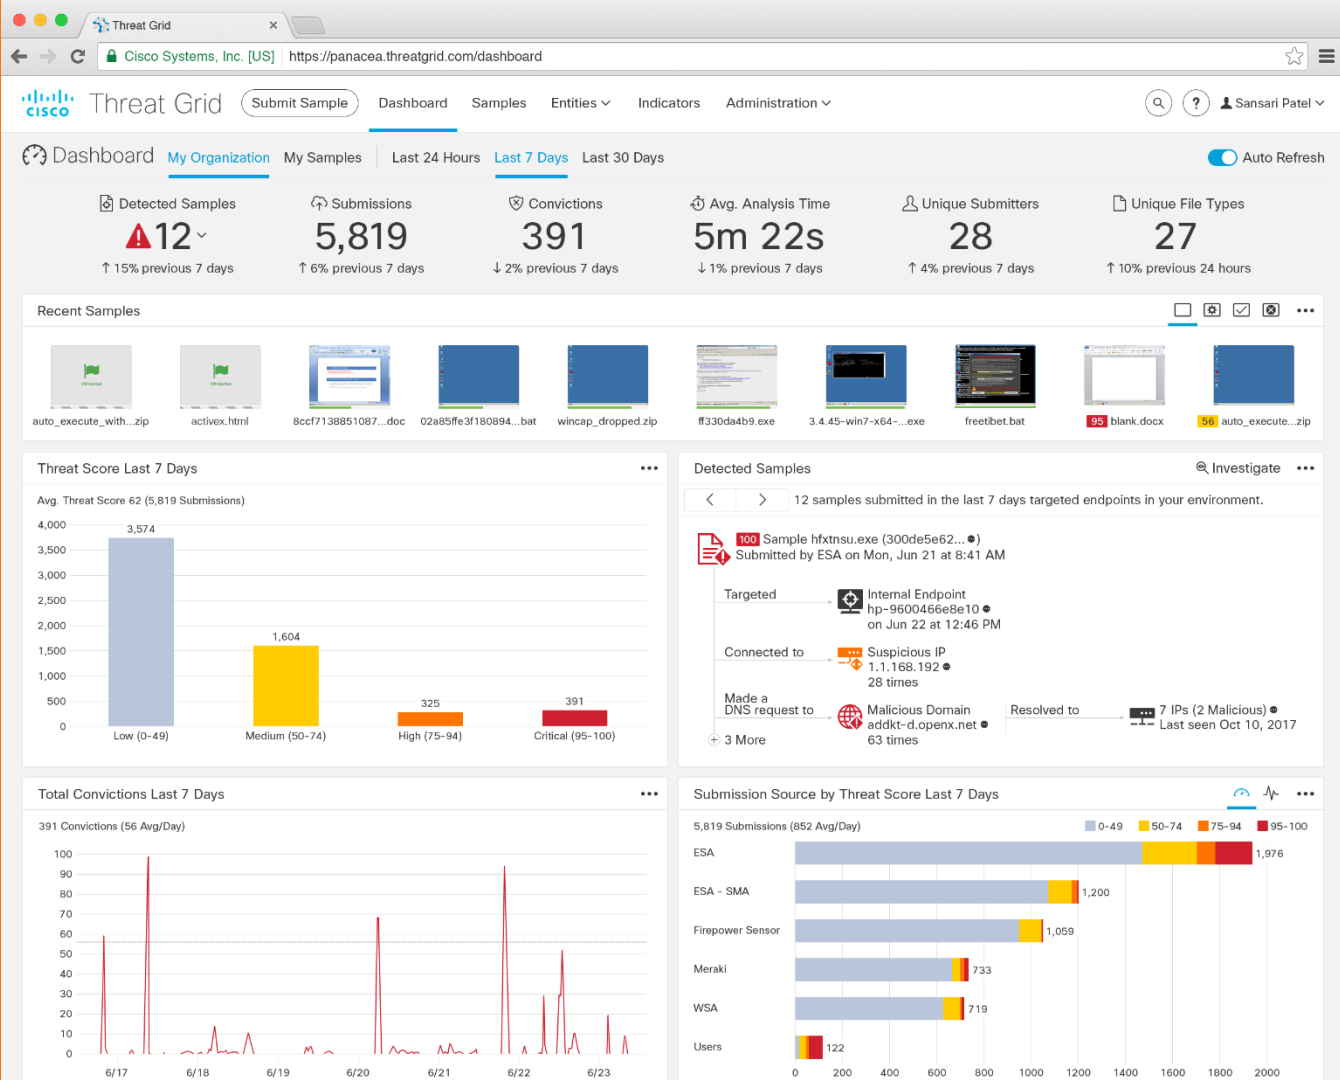 Threat Grid
Cisco Systems, Inc. [US] https://panacea.threatgrid.com/dashboard
CISCO Threat Grid Submit Sample Dashboard Samples Entities Indicators Administration ? Sansari Patel
Dashboard My Organization My Samples Last 24 Hours Last 7 Days Last 30 Days Auto Refresh
Detected Samples Submissions Convictions Avg. Analysis Time Unique Submitters Unique File Types
12 5,819 391 5m 22s 28 27
↑ 15% previous 7 days ↑ 6% previous 7 days ↓ 2% previous 7 days ↓ 1% previous 7 days ↑ 4% previous 7 days ↑ 10% previous 24 hours
Recent Samples
auto_execute_with...zip activex.html 8ccf7138851087...doc 02a85ffe3f180894...bat wincap_dropped.zip ff330da4b9.exe 3.4.45-win7-x64-...exe freetibet.bat 95 blank.docx 56 auto_execute...zip
Threat Score Last 7 Days
Avg. Threat Score 62 (5,819 Submissions)
4,000
3,574
3,500
3,000
2,500
2,000
1,604
1,500
1,000
500
325
391
0
Low (0-49) Medium (50-74) High (75-94) Critical (95-100)
Detected Samples Investigate
12 samples submitted in the last 7 days targeted endpoints in your environment.
100 Sample hfxtnsu.exe (300de5e62... )
Submitted by ESA on Mon, Jun 21 at 8:41 AM
Targeted
Internal Endpoint
hp-9600466e8e10
on Jun 22 at 12:46 PM
Connected to
Suspicious IP
1.1.168.192
28 times
Made a
DNS request to
Malicious Domain
addkt-d.openx.net
63 times
Resolved to
7 IPs (2 Malicious)
Last seen Oct 10, 2017
3 More
Total Convictions Last 7 Days
391 Convictions (56 Avg/Day)
100
90
80
70
60
50
40
30
20
10
0
6/17 6/18 6/19 6/20 6/21 6/22 6/23
Submission Source by Threat Score Last 7 Days
5,819 Submissions (852 Avg/Day) 0-49 50-74 75-94 95-100
ESA 1,976
ESA - SMA 1,200
Firepower Sensor 1,059
Meraki 733
WSA 719
Users 122
0 200 400 600 800 1000 1200 1400 1600 1800 2000